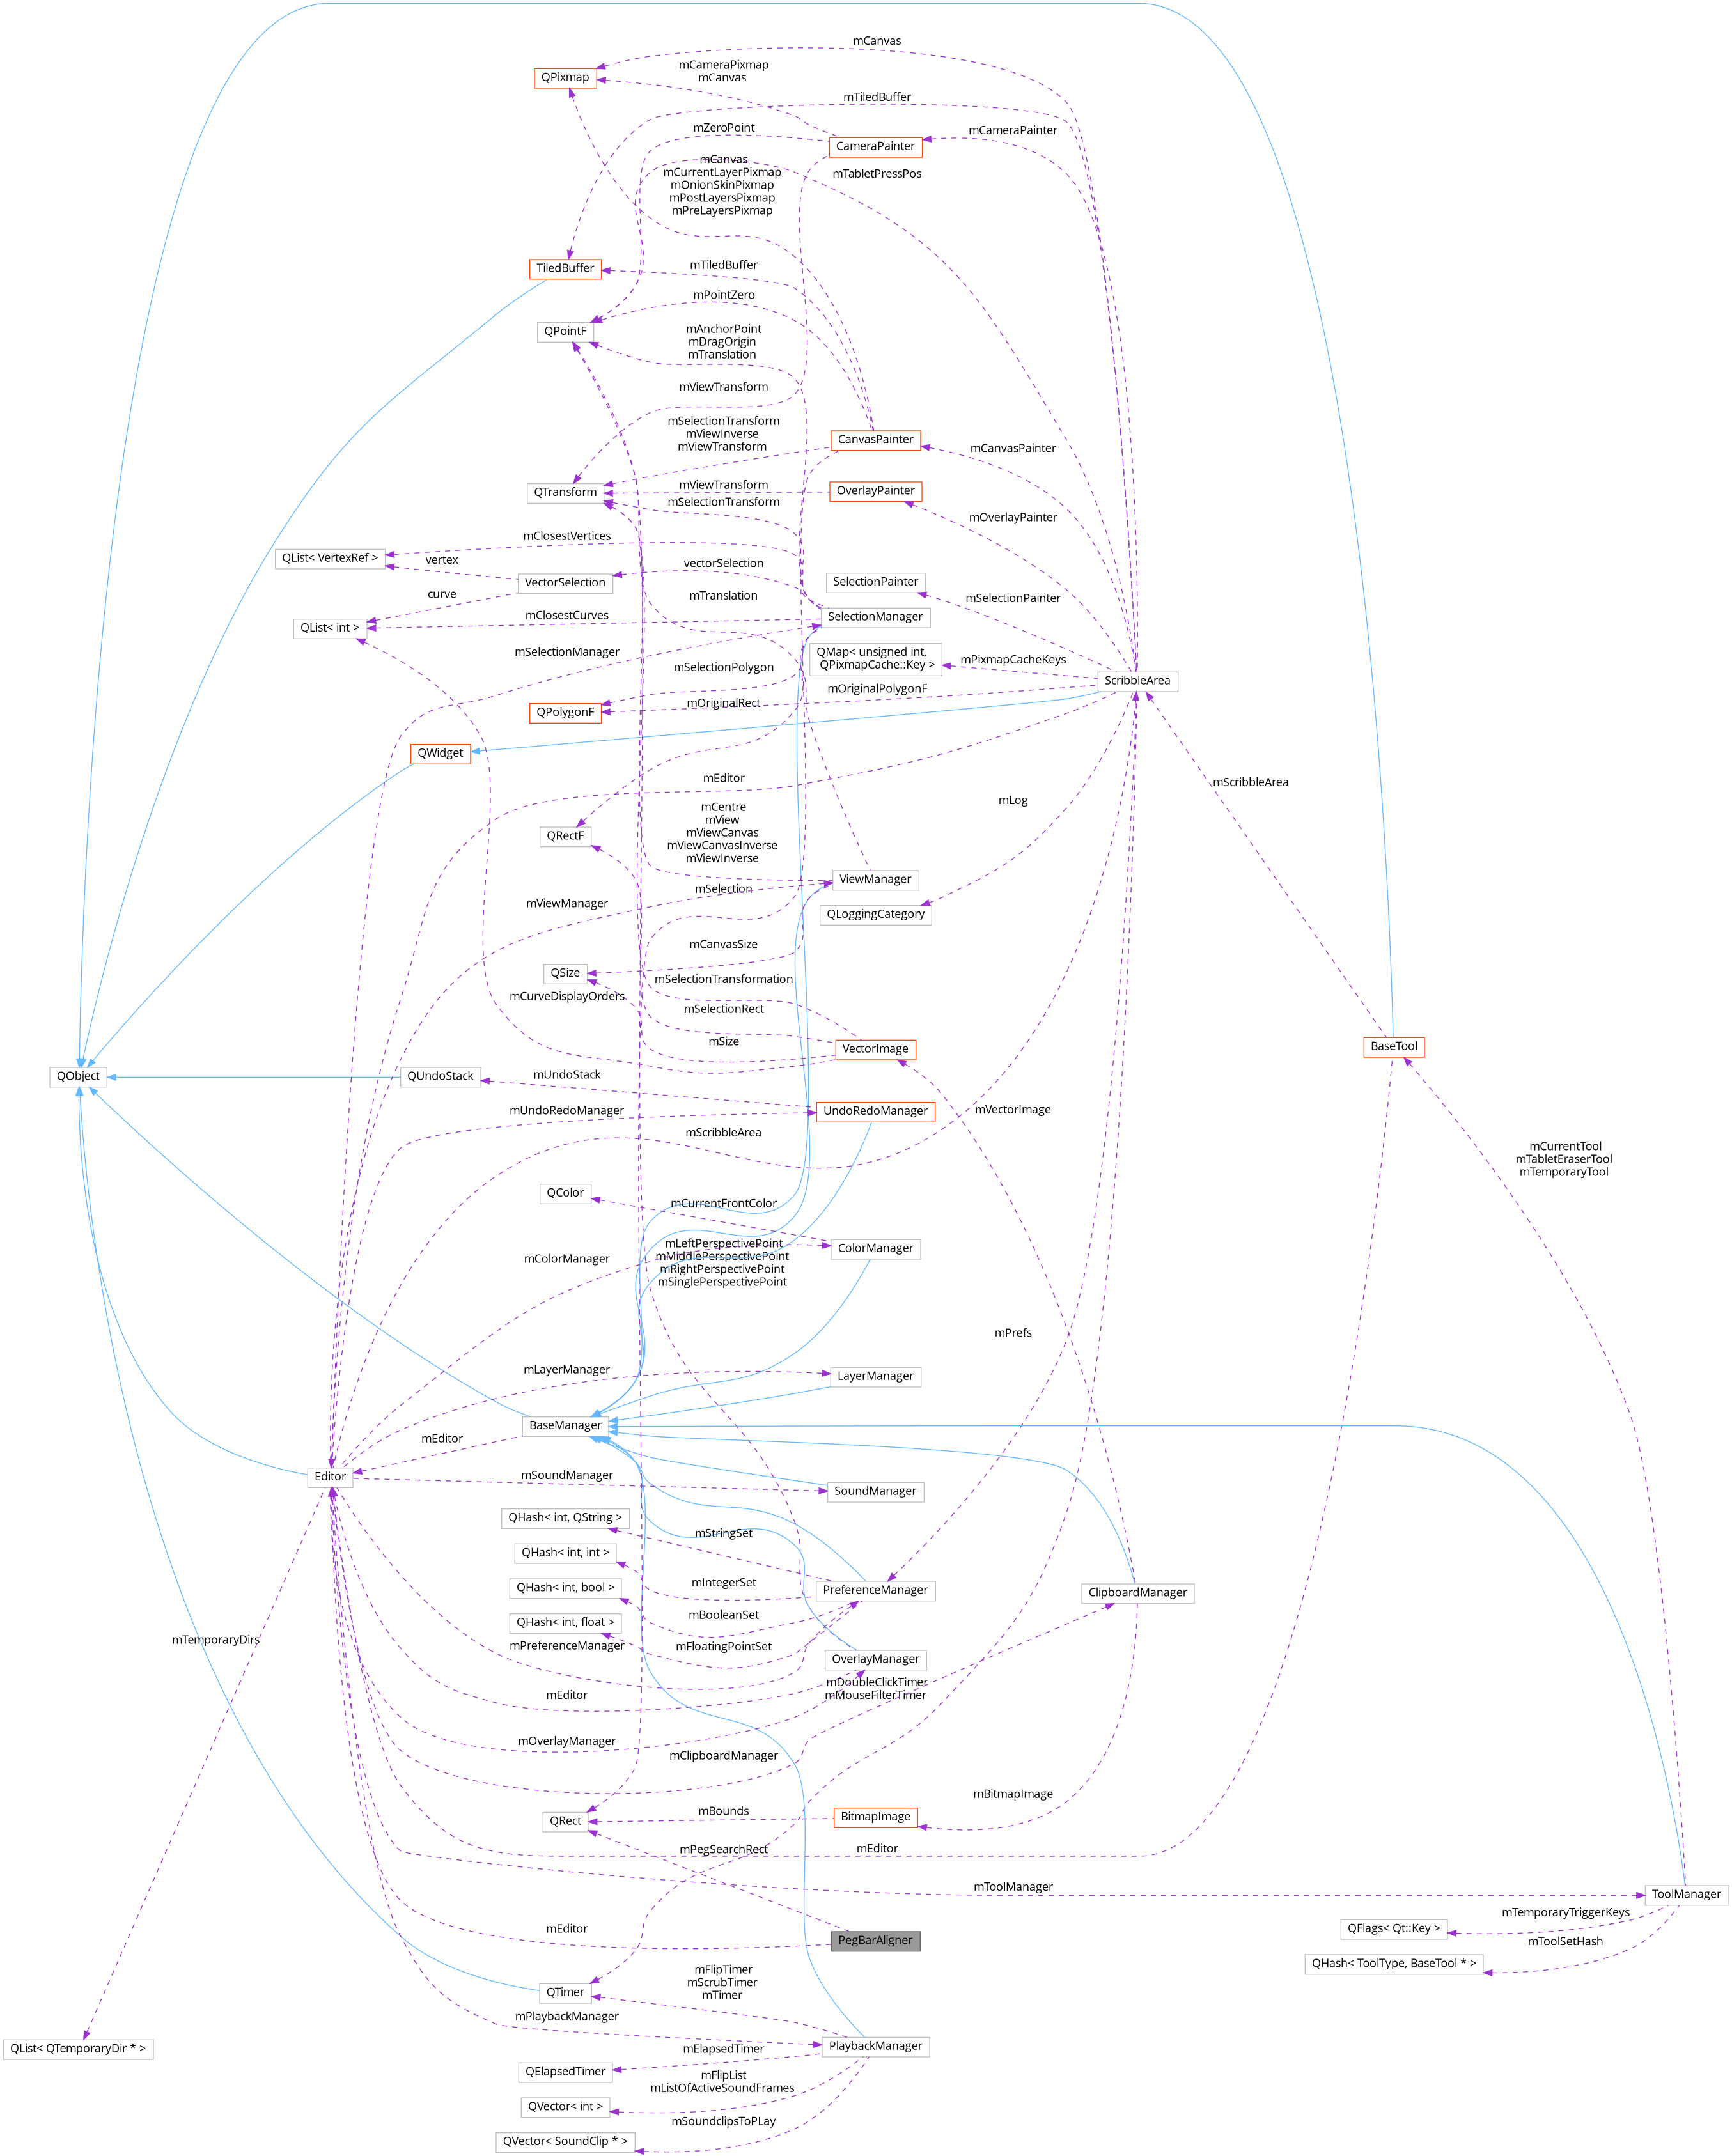 mCanvas
QPixmap
mCameraPixmap
mCanvas
mTiledBuffer
mZeroPoint
mCameraPainter
CameraPainter
mCanvas
mCurrentLayerPixmap
mOnionSkinPixmap
mPostLayersPixmap
mPreLayersPixmap
mTabletPressPos
TiledBuffer
mTiledBuffer
mPointZero
QPointF
mAnchorPoint
mDragOrigin
mTranslation
mViewTransform
mSelectionTransform
mViewInverse
mViewTransform
CanvasPainter
mCanvasPainter
QTransform
mViewTransform
OverlayPainter
mSelectionTransform
mOverlayPainter
mClosestVertices
QList< VertexRef >
vertex
VectorSelection
vectorSelection
SelectionPainter
mSelectionPainter
curve
mTranslation
QList< int >
mClosestCurves
SelectionManager
mSelectionManager
QMap< unsigned int,
QPixmapCache::Key >
mPixmapCacheKeys
mSelectionPolygon
ScribbleArea
mOriginalPolygonF
QPolygonF
mOriginalRect
QWidget
mEditor
mScribbleArea
mLog
QRectF
mCentre
mView
mViewCanvas
mViewCanvasInverse
mViewInverse
ViewManager
mSelection
mViewManager
QLoggingCategory
mCanvasSize
QSize
mSelectionTransformation
mCurveDisplayOrders
mSelectionRect
mSize
VectorImage
BaseTool
QObject
QUndoStack
mUndoStack
mUndoRedoManager
UndoRedoManager
mVectorImage
mScribbleArea
mCurrentTool
mTabletEraserTool
mTemporaryTool
QColor
mCurrentFrontColor
mLeftPerspectivePoint
mMiddlePerspectivePoint
mRightPerspectivePoint
mSinglePerspectivePoint
ColorManager
mColorManager
mPrefs
mLayerManager
LayerManager
BaseManager
mEditor
Editor
mSoundManager
SoundManager
QHash< int, QString >
mStringSet
QHash< int, int >
mIntegerSet
QHash< int, bool >
PreferenceManager
ClipboardManager
mBooleanSet
QHash< int, float >
mTemporaryDirs
mPreferenceManager
mFloatingPointSet
OverlayManager
mEditor
mDoubleClickTimer
mMouseFilterTimer
mOverlayManager
mClipboardManager
mBitmapImage
QRect
mBounds
BitmapImage
mPegSearchRect
mEditor
mToolManager
ToolManager
mTemporaryTriggerKeys
QFlags< Qt::Key >
mEditor
PegBarAligner
mToolSetHash
QHash< ToolType, BaseTool * >
QTimer
mFlipTimer
mScrubTimer
mTimer
mPlaybackManager
PlaybackManager
QList< QTemporaryDir * >
mElapsedTimer
QElapsedTimer
mFlipList
mListOfActiveSoundFrames
QVector< int >
mSoundclipsToPLay
QVector< SoundClip * >